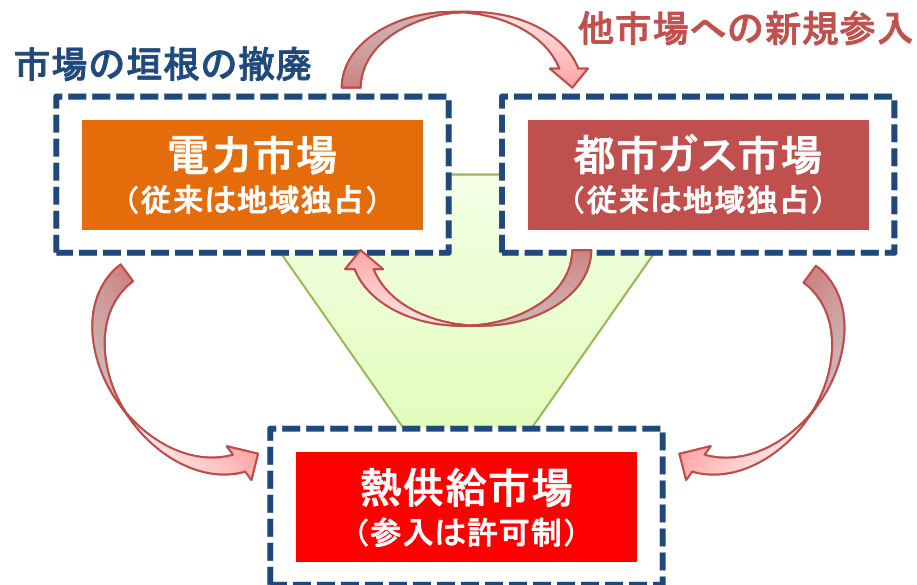 他市場への新規参入
市場の垣根の撤廃
電力市場
（従来は地域独占）
都市ガス市場
（従来は地域独占）
熱供給市場
（参入は許可制）